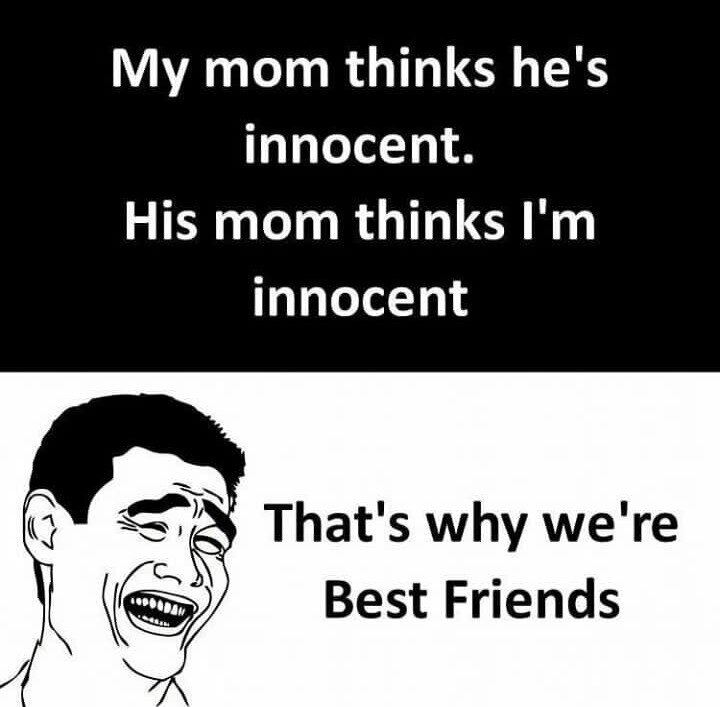 My mom thinks he's
innocent.
His mom thinks I'm
innocent
That's why we're
Best Friends